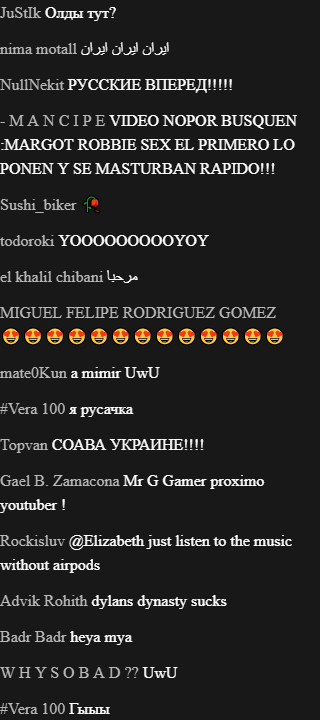 JuStIk Олды тут?
nima motall ایران ایران ایران
NullNekit РУССКИЕ ВПЕРЕД!!!!!
- M A N C I P E VIDEO NOPOR BUSQUEN
:MARGOT ROBBIE SEX EL PRIMERO LO
PONEN Y SE MASTURBAN RAPIDO!!!
Sushi_biker 🥀
todoroki YOOOOOOOOOYOY
el khalil chibani مرحبا
MIGUEL FELIPE RODRIGUEZ GOMEZ
🤩🤩🤩🤩🤩🤩🤩🤩🤩🤩🤩🤩🤩
mate0Kun a mimir UwU
#Vera 100 я русачка
Topvan СОАВА УКРАИНЕ!!!!
Gael B. Zamacona Mr G Gamer proximo
youtuber !
Rockisluv @Elizabeth just listen to the music
without airpods
Advik Rohith dylans dynasty sucks
Badr Badr heya mya
W H Y S O B A D ?? UwU
#Vera 100 Гыыы